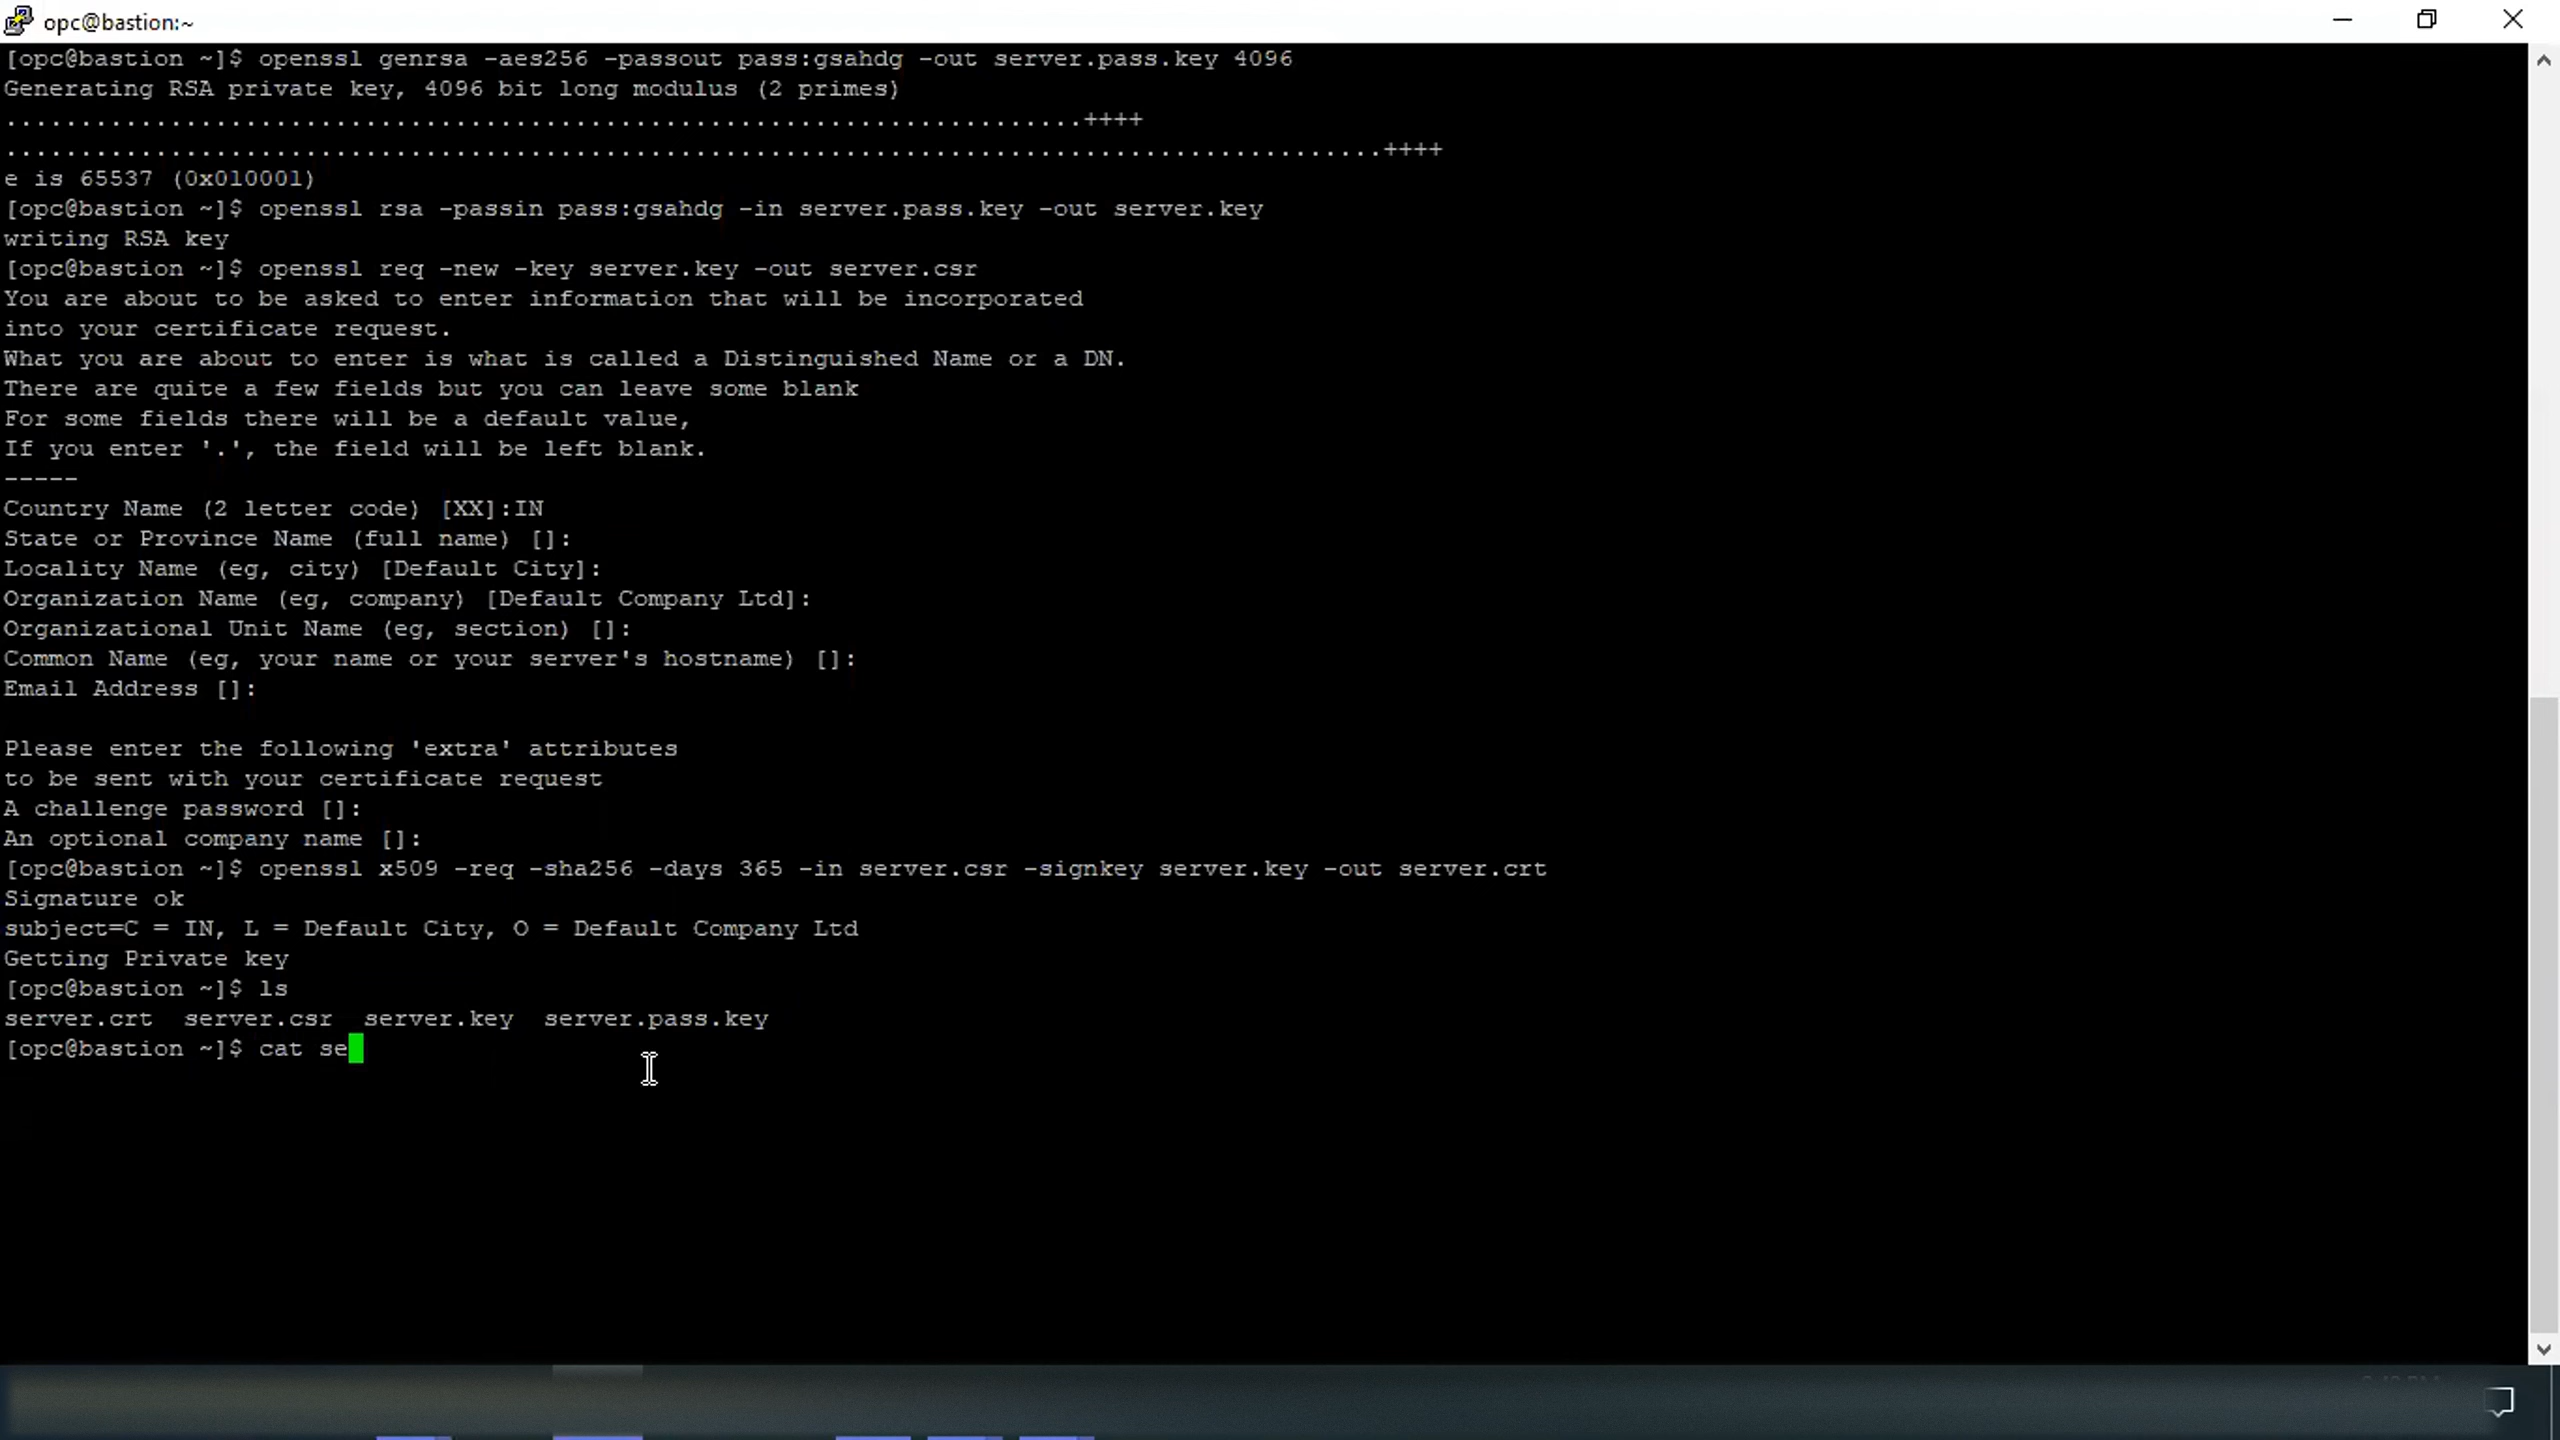 opc@bastion:~
[opc@bastion ~]$ openssl genrsa -aes256 -passout pass:gsahdg -out server.pass.key 4096
Generating RSA private key, 4096 bit long modulus (2 primes)
........................................................................++++
............................................................................................++++
e is 65537 (0x010001)
[opc@bastion ~]$ openssl rsa -passin pass:gsahdg -in server.pass.key -out server.key
writing RSA key
[opc@bastion ~]$ openssl req -new -key server.key -out server.csr
You are about to be asked to enter information that will be incorporated
into your certificate request.
What you are about to enter is what is called a Distinguished Name or a DN.
There are quite a few fields but you can leave some blank
For some fields there will be a default value,
If you enter '.', the field will be left blank.
-----
Country Name (2 letter code) [XX]:IN
State or Province Name (full name) []:
Locality Name (eg, city) [Default City]:
Organization Name (eg, company) [Default Company Ltd]:
Organizational Unit Name (eg, section) []:
Common Name (eg, your name or your server's hostname) []:
Email Address []:
Please enter the following 'extra' attributes
to be sent with your certificate request
A challenge password []:
An optional company name []:
[opc@bastion ~]$ openssl x509 -req -sha256 -days 365 -in server.csr -signkey server.key -out server.crt
Signature ok
subject=C = IN, L = Default City, O = Default Company Ltd
Getting Private key
[opc@bastion ~]$ ls
server.crt  server.csr  server.key  server.pass.key
[opc@bastion ~]$ cat se